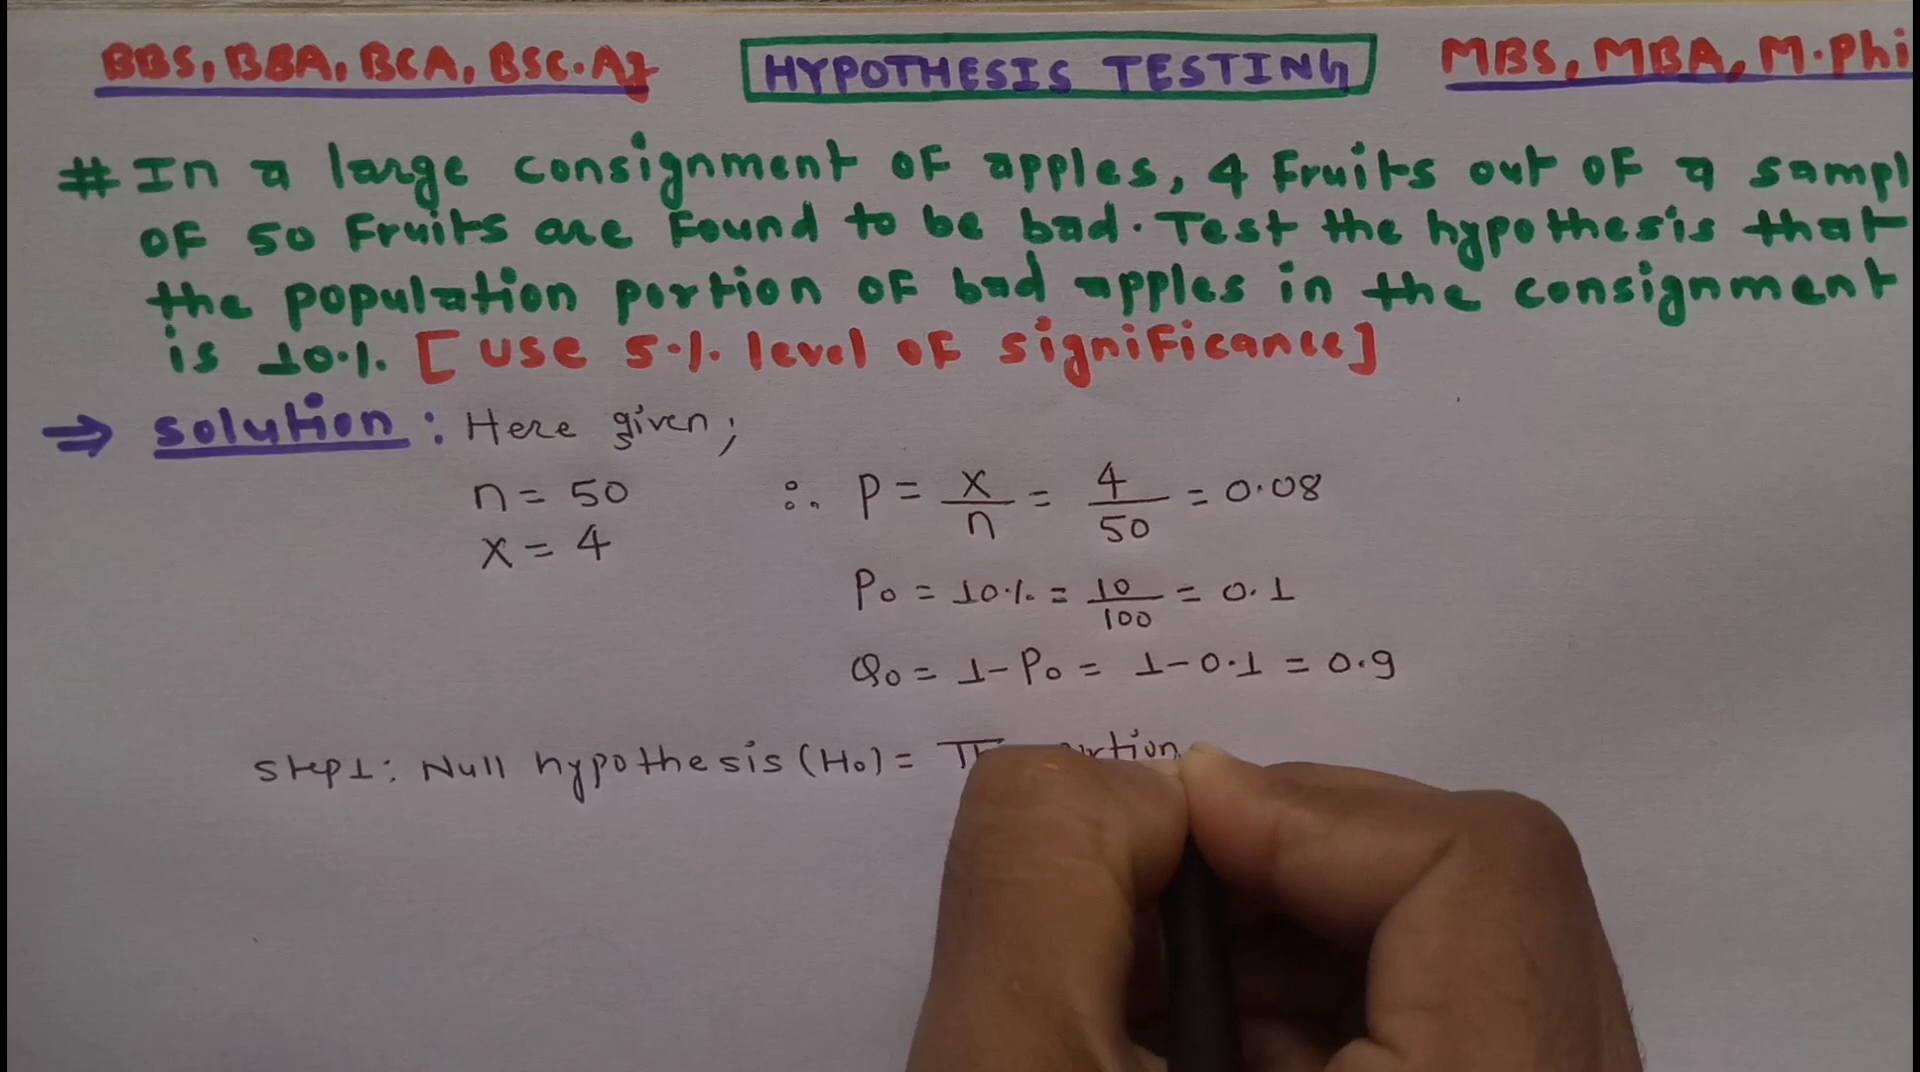 BBS, BBA, BCA, BSC.Ag
HYPOTHESIS TESTING
MBS, MBA, M.Phi
# In a large consignment of apples, 4 fruits out of a sampl
of 50 fruits are found to be bad. Test the hypothesis that
the population portion of bad apples in the consignment
is 10%. [use 5% level of significance]
⇒ solution: Here given;
n = 50
x = 4
∴ p = x/n = 4/50 = 0.08
P₀ = 10% = 10/100 = 0.1
Q₀ = 1-P₀ = 1-0.1 = 0.9
step1: Null hypothesis (H₀) =